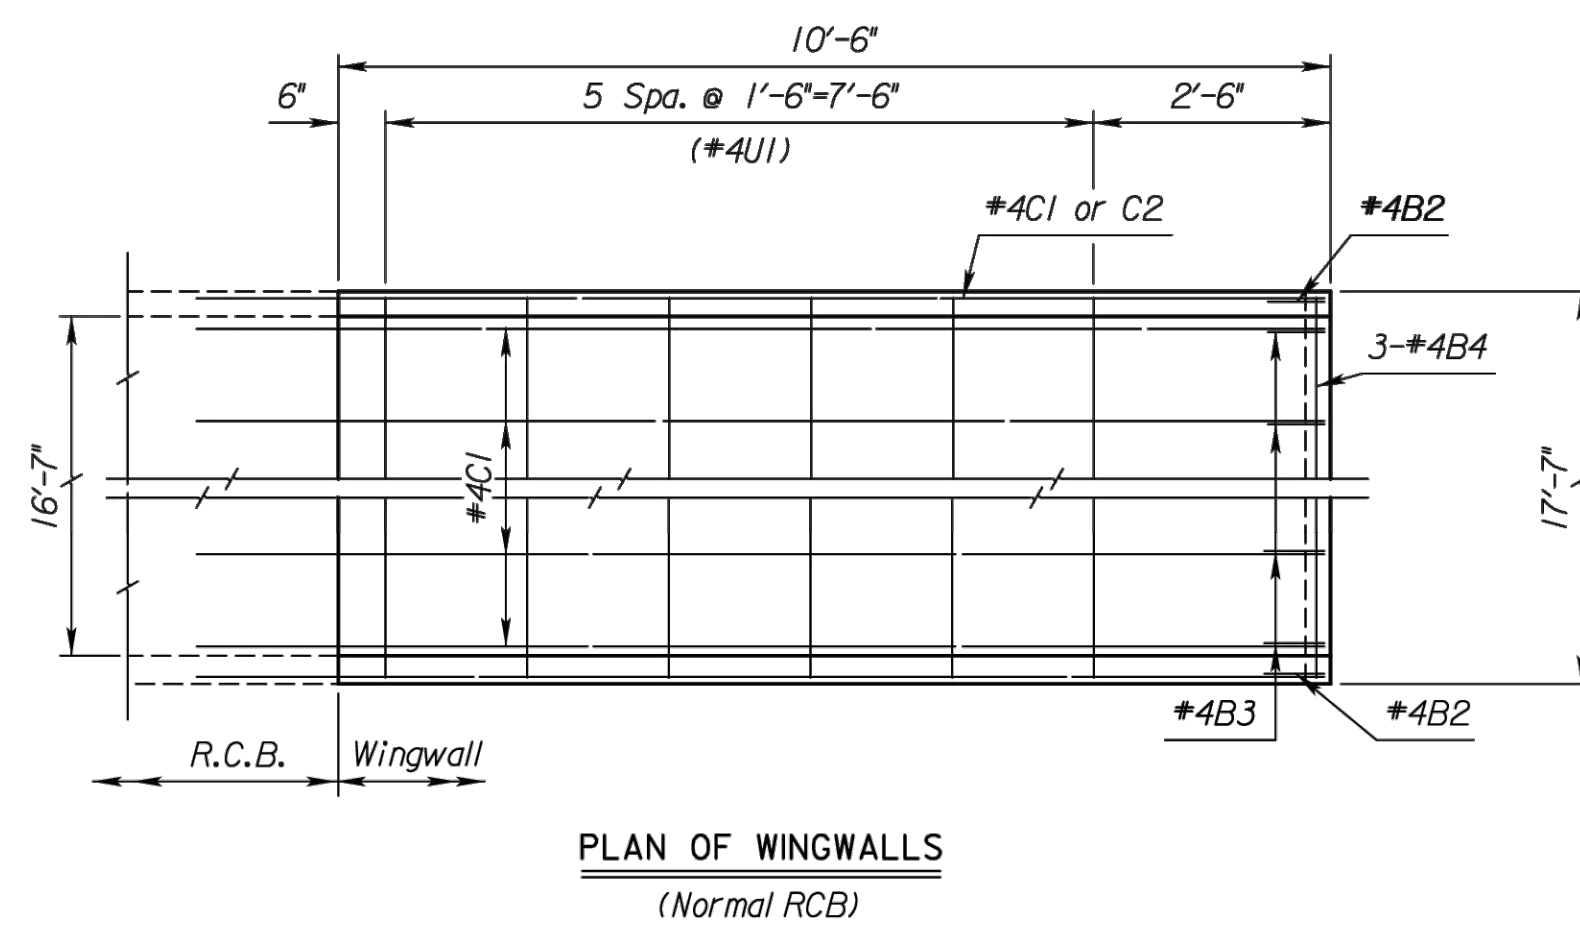 10'-6"
6" 5 Spa. @ 1'-6"=7'-6" 2'-6"
(#4U1)
#4C1 or C2 #4B2
3-#4B4
16'-7" #4C1 17'-7"
#4B3 #4B2
R.C.B. Wingwall
PLAN OF WINGWALLS
(Normal RCB)